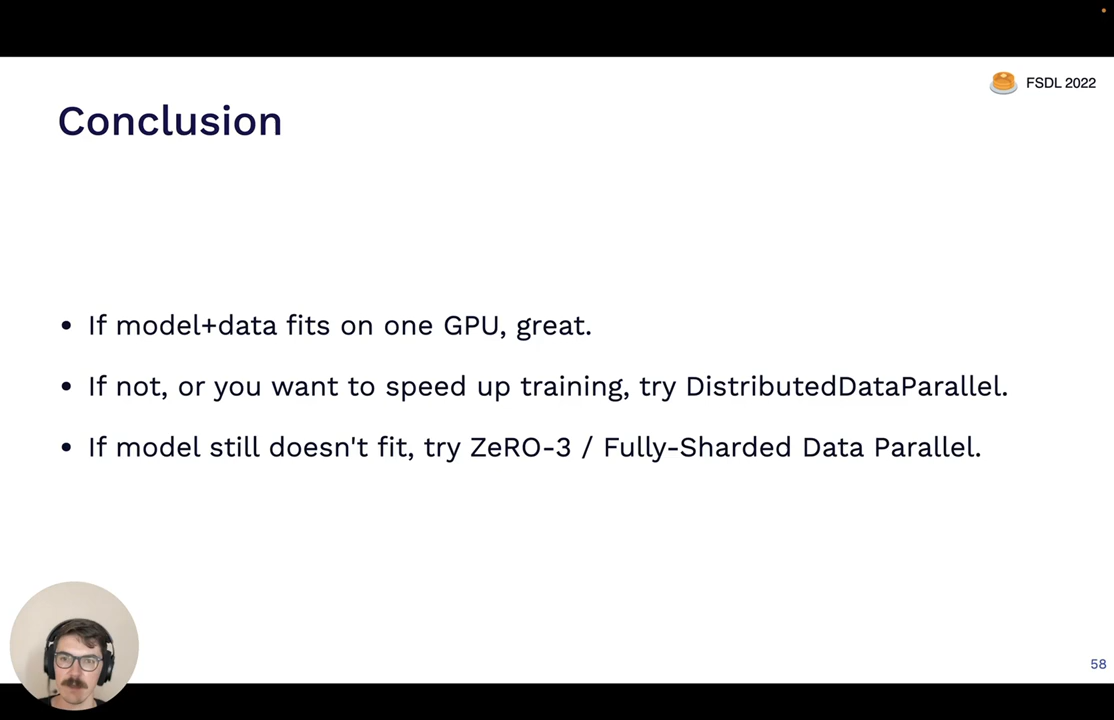 FSDL 2022
Conclusion
• If model+data fits on one GPU, great.
• If not, or you want to speed up training, try DistributedDataParallel.
• If model still doesn't fit, try ZeRO-3 / Fully-Sharded Data Parallel.
58